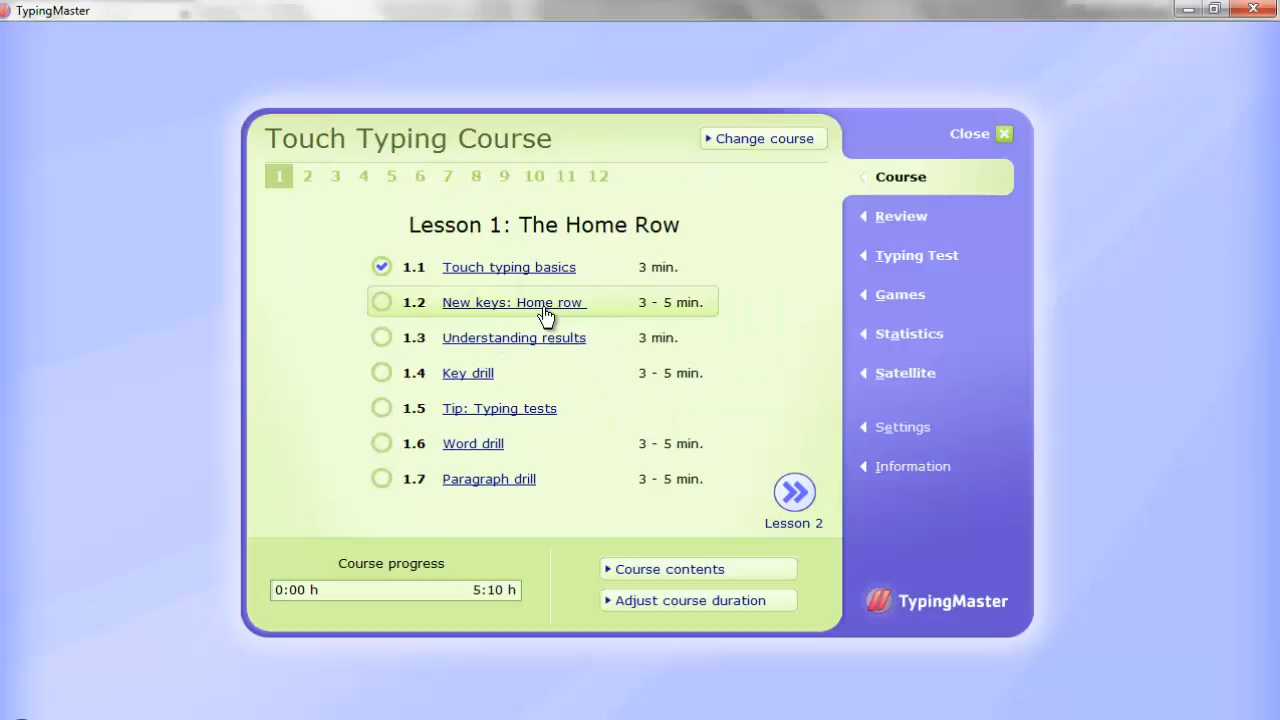 TypingMaster
Touch Typing Course
Change course
Close
1 2 3 4 5 6 7 8 9 10 11 12
Course
Lesson 1: The Home Row
Review
1.1 Touch typing basics 3 min.
Typing Test
1.2 New keys: Home row 3 - 5 min.
Games
1.3 Understanding results 3 min.
Statistics
1.4 Key drill 3 - 5 min.
Satellite
1.5 Tip: Typing tests
Settings
1.6 Word drill 3 - 5 min.
Information
1.7 Paragraph drill 3 - 5 min.
Lesson 2
Course progress
0:00 h 5:10 h
Course contents
Adjust course duration
TypingMaster